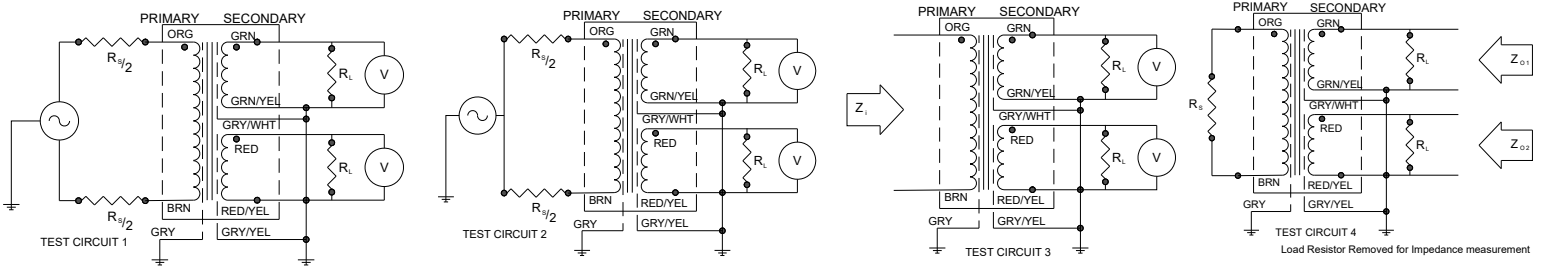 PRIMARY SECONDARY
ORG GRN
R_S/2
R_L
V
GRN/YEL
GRY/WHT
RED
R_L
V
R_S/2
BRN
RED/YEL
GRY
GRY/YEL
TEST CIRCUIT 1
PRIMARY SECONDARY
ORG GRN
R_S/2
R_L
V
GRN/YEL
GRY/WHT
RED
R_L
V
R_S/2
BRN
RED/YEL
GRY
GRY/YEL
TEST CIRCUIT 2
PRIMARY SECONDARY
ORG GRN
R_L
V
GRN/YEL
Z_I
GRY/WHT
RED
R_L
V
BRN
RED/YEL
GRY
GRY/YEL
TEST CIRCUIT 3
PRIMARY SECONDARY
ORG GRN
R_L
Z_O1
GRN/YEL
R_S
GRY/WHT
RED
R_L
Z_O2
BRN
RED/YEL
GRY
GRY/YEL
TEST CIRCUIT 4
Load Resistor Removed for Impedance measurement